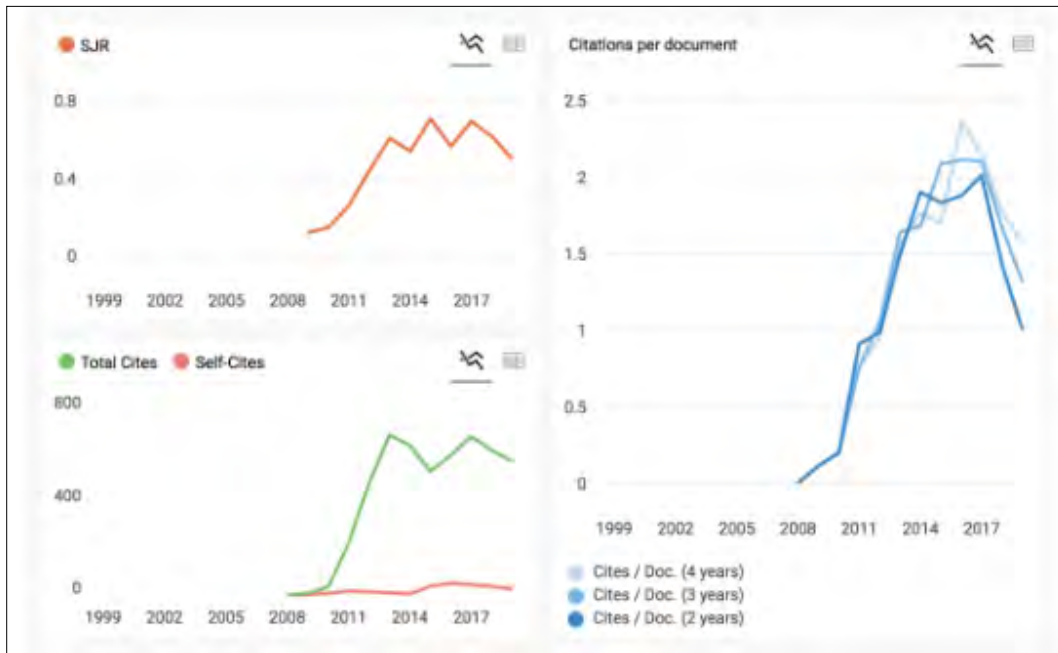 SJR
0.8
0.4
0
1999 2002 2005 2008 2011 2014 2017
Total Cites Self-Cites
800
400
0
1999 2002 2005 2008 2011 2014 2017
Citations per document
2.5
2
1.5
1
0.5
0
1999 2002 2005 2008 2011 2014 2017
Cites / Doc. (4 years)
Cites / Doc. (3 years)
Cites / Doc. (2 years)